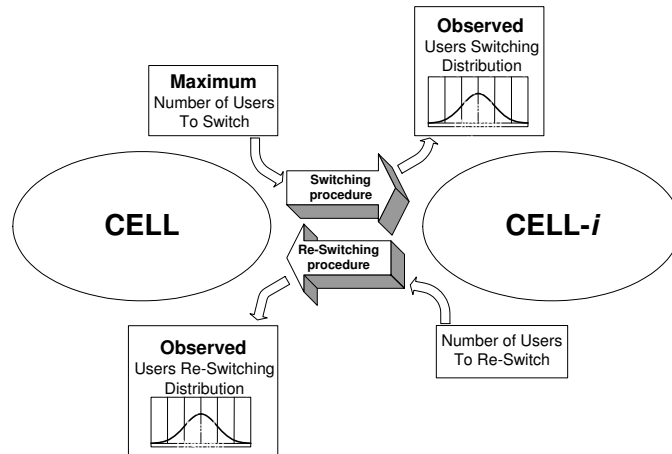 Observed
Users Switching
Distribution
Maximum
Number of Users
To Switch
Switching
procedure
CELL
CELL-i
Re-Switching
procedure
Observed
Users Re-Switching
Distribution
Number of Users
To Re-Switch